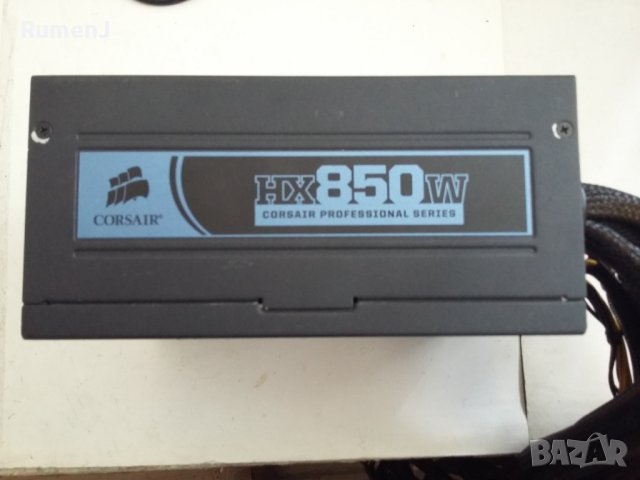 RumenJ
HX850W
CORSAIR PROFESSIONAL SERIES
CORSAIR®
BAZAR